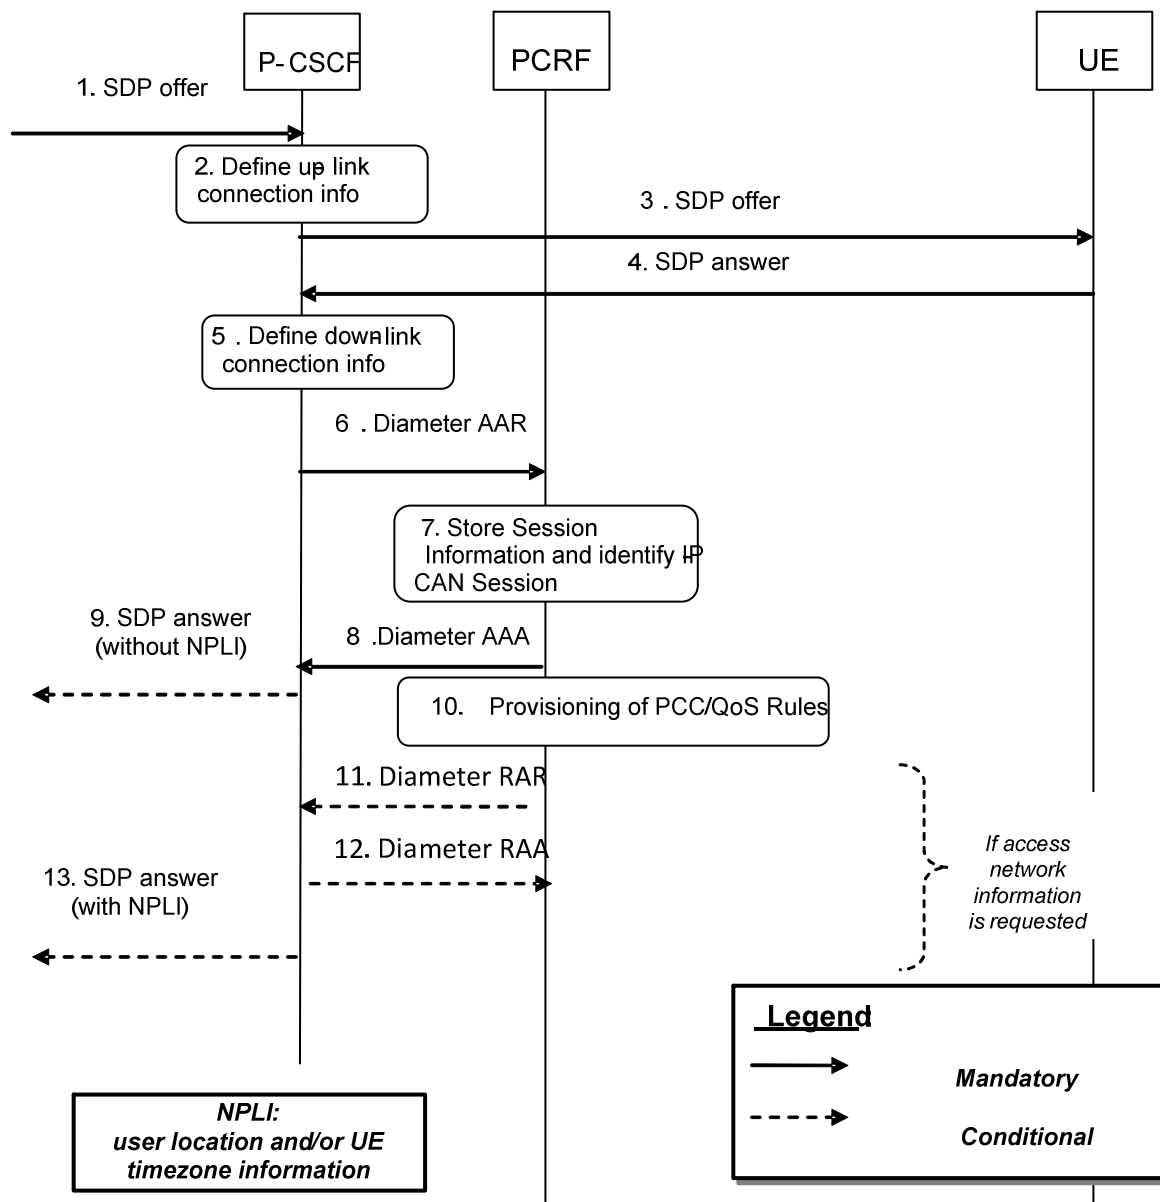 P-CSCF
PCRF
UE
1. SDP offer
2. Define up link
connection info
3 . SDP offer
4. SDP answer
5 . Define down link
connection info
6 . Diameter AAR
7. Store Session
Information and identify IP-
CAN Session
9. SDP answer
(without NPLI)
8 .Diameter AAA
10. Provisioning of PCC/QoS Rules
11. Diameter RAR
12. Diameter RAA
13. SDP answer
(with NPLI)
If access
network
information
is requested
Legend:
Mandatory
Conditional
NPLI:
user location and/or UE
timezone information